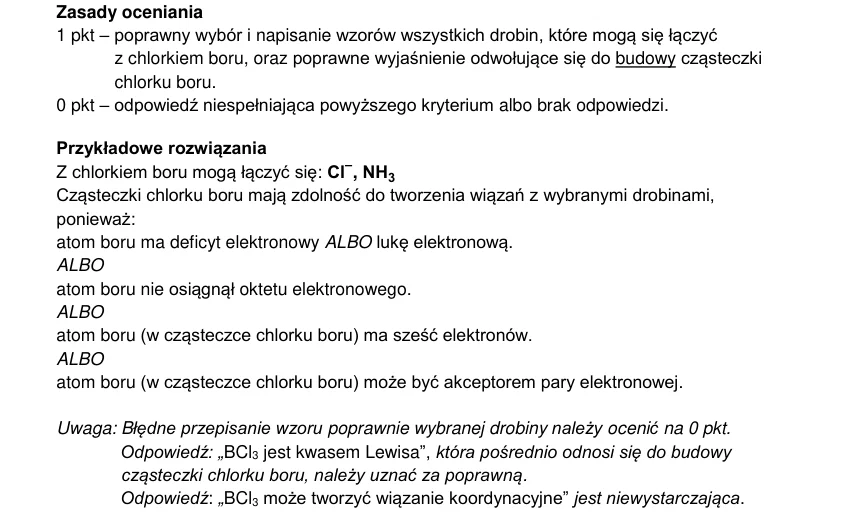 Zasady oceniania
1 pkt – poprawny wybór i napisanie wzorów wszystkich drobin, które mogą się łączyć
z chlorkiem boru, oraz poprawne wyjaśnienie odwołujące się do budowy cząsteczki
chlorku boru.
0 pkt – odpowiedź niespełniająca powyższego kryterium albo brak odpowiedzi.
Przykładowe rozwiązania
Z chlorkiem boru mogą łączyć się: Cl⁻, NH₃
Cząsteczki chlorku boru mają zdolność do tworzenia wiązań z wybranymi drobinami,
ponieważ:
atom boru ma deficyt elektronowy ALBO lukę elektronową.
ALBO
atom boru nie osiągnął oktetu elektronowego.
ALBO
atom boru (w cząsteczce chlorku boru) ma sześć elektronów.
ALBO
atom boru (w cząsteczce chlorku boru) może być akceptorem pary elektronowej.
Uwaga: Błędne przepisanie wzoru poprawnie wybranej drobiny należy ocenić na 0 pkt.
Odpowiedź: „BCl₃ jest kwasem Lewisa”, która pośrednio odnosi się do budowy
cząsteczki chlorku boru, należy uznać za poprawną.
Odpowiedź: „BCl₃ może tworzyć wiązanie koordynacyjne” jest niewystarczająca.